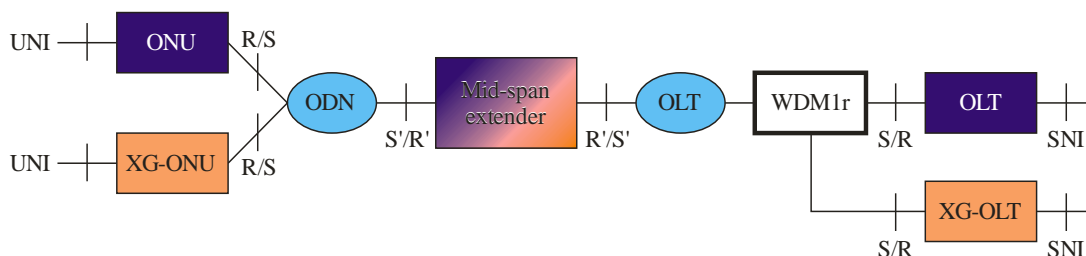 UNI
ONU
R/S
ODN
S'/R'
Mid-span
extender
R'/S'
OLT
WDM1r
S/R
OLT
SNI
UNI
XG-ONU
R/S
S/R
XG-OLT
SNI